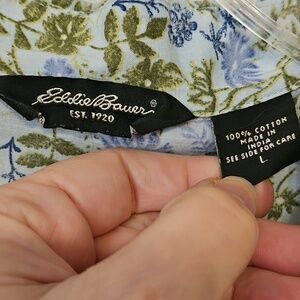 Eddie Bauer®
EST. 1920
100% COTTON
MADE IN
INDIA
SEE SIDE FOR CARE
L